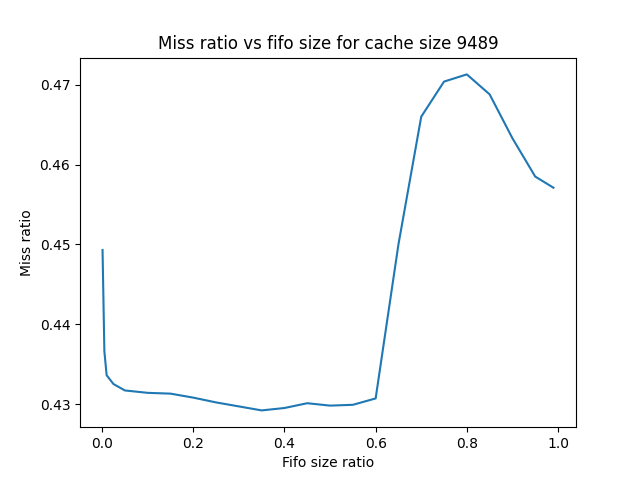 Miss ratio vs fifo size for cache size 9489
0.47
0.46
0.45
0.44
0.43
Miss ratio
0.0 0.2 0.4 0.6 0.8 1.0
Fifo size ratio